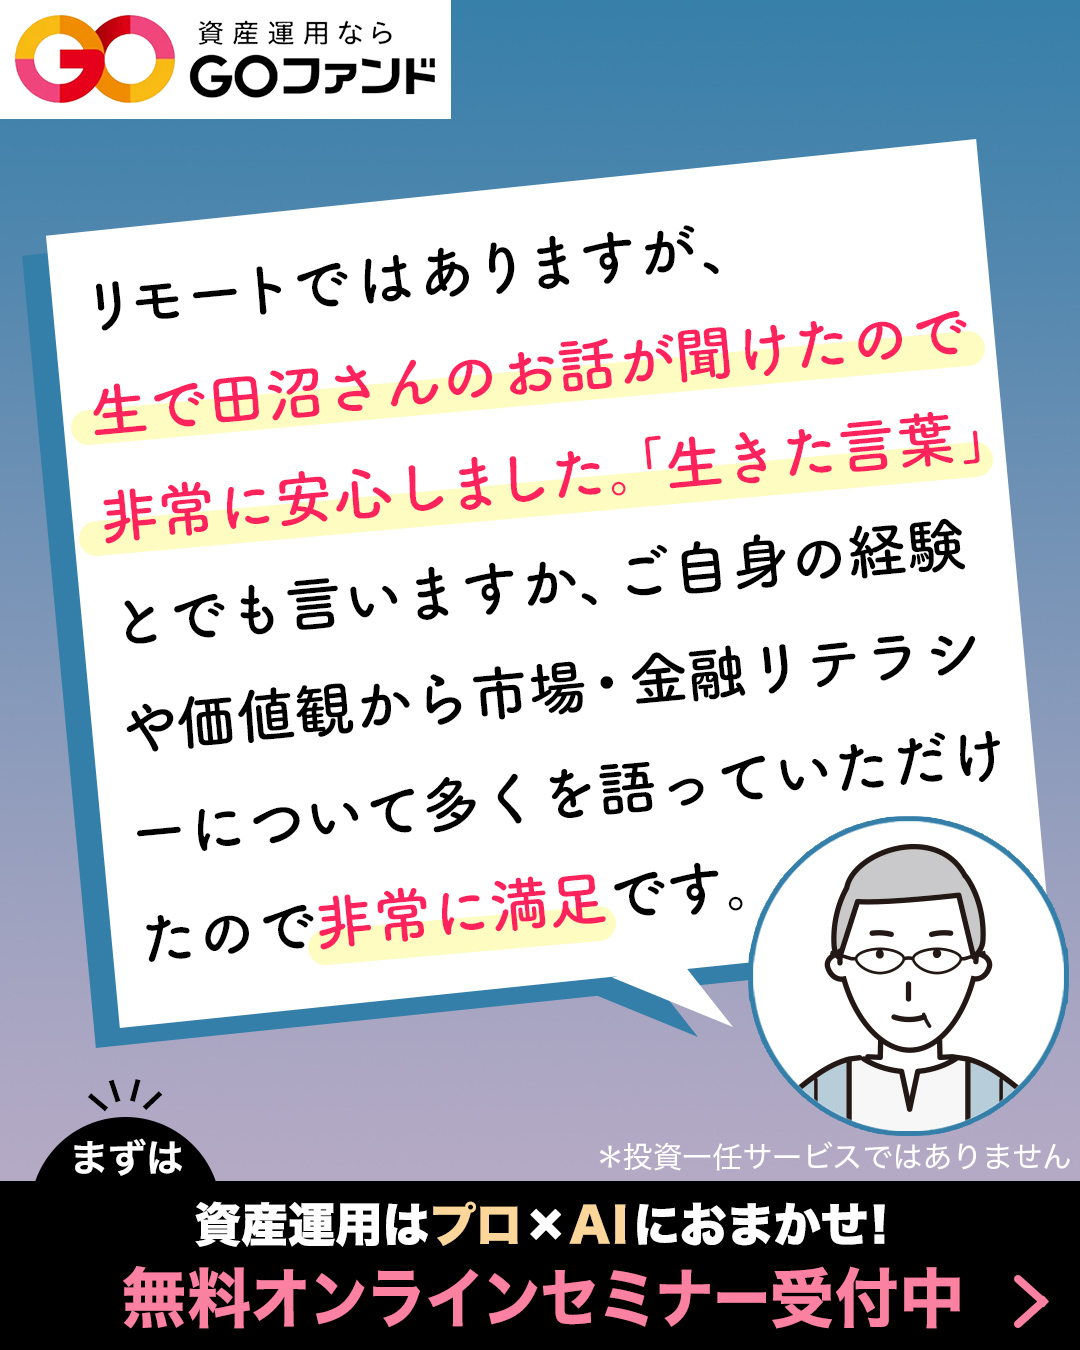 資産運用なら
GOファンド
リモートではありますが、
生で田沼さんのお話が聞けたので
非常に安心しました。「生きた言葉」
とでも言いますか、ご自身の経験
や価値観から市場・金融リテラシ
ーについて多くを語っていただけ
たので非常に満足です。
*投資一任サービスではありません
まずは
資産運用はプロ×AIにおまかせ!
無料オンラインセミナー受付中